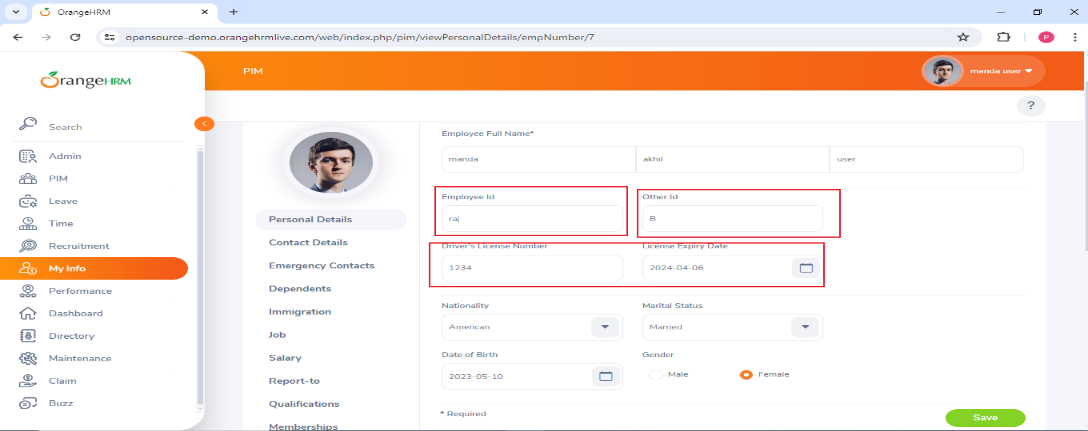 OrangeHRM
opensource-demo.orangehrmlive.com/web/index.php/pim/viewPersonalDetails/empNumber/7
P
OrangeHRM
PIM
manda user
?
Search
Admin
PIM
Leave
Time
Recruitment
My Info
Performance
Dashboard
Directory
Maintenance
Claim
Buzz
Personal Details
Contact Details
Emergency Contacts
Dependents
Immigration
Job
Salary
Report-to
Qualifications
Memberships
Employee Full Name*
manda akhil user
Employee Id Other Id
raj B
Driver's License Number License Expiry Date
1234 2024-04-06
Nationality Marital Status
American Married
Date of Birth Gender
2023-05-10 Male Female
* Required Save